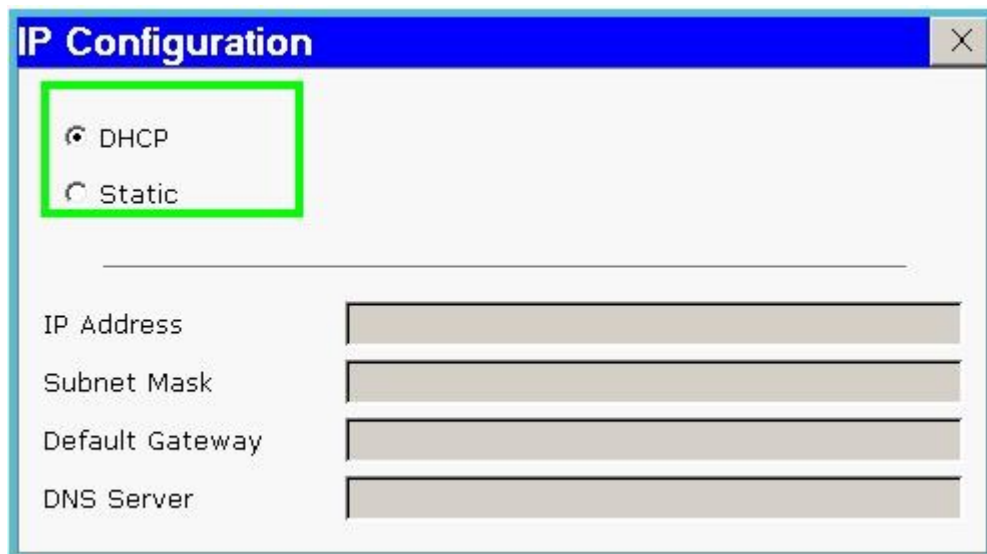 IP Configuration
DHCP
Static
IP Address
Subnet Mask
Default Gateway
DNS Server